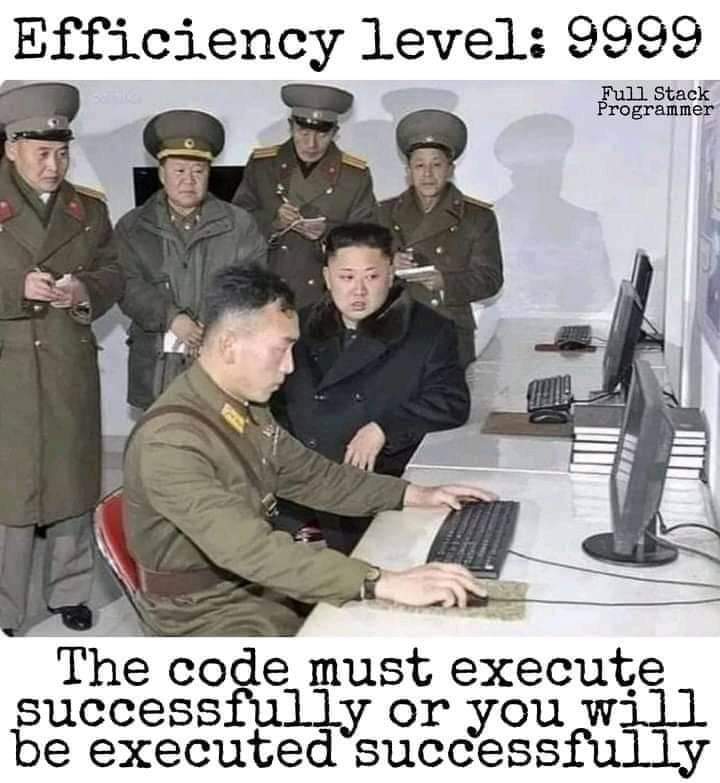 Efficiency level: 9999
Full Stack
Programmer
The code must execute
successfully or you will
be executed successfully